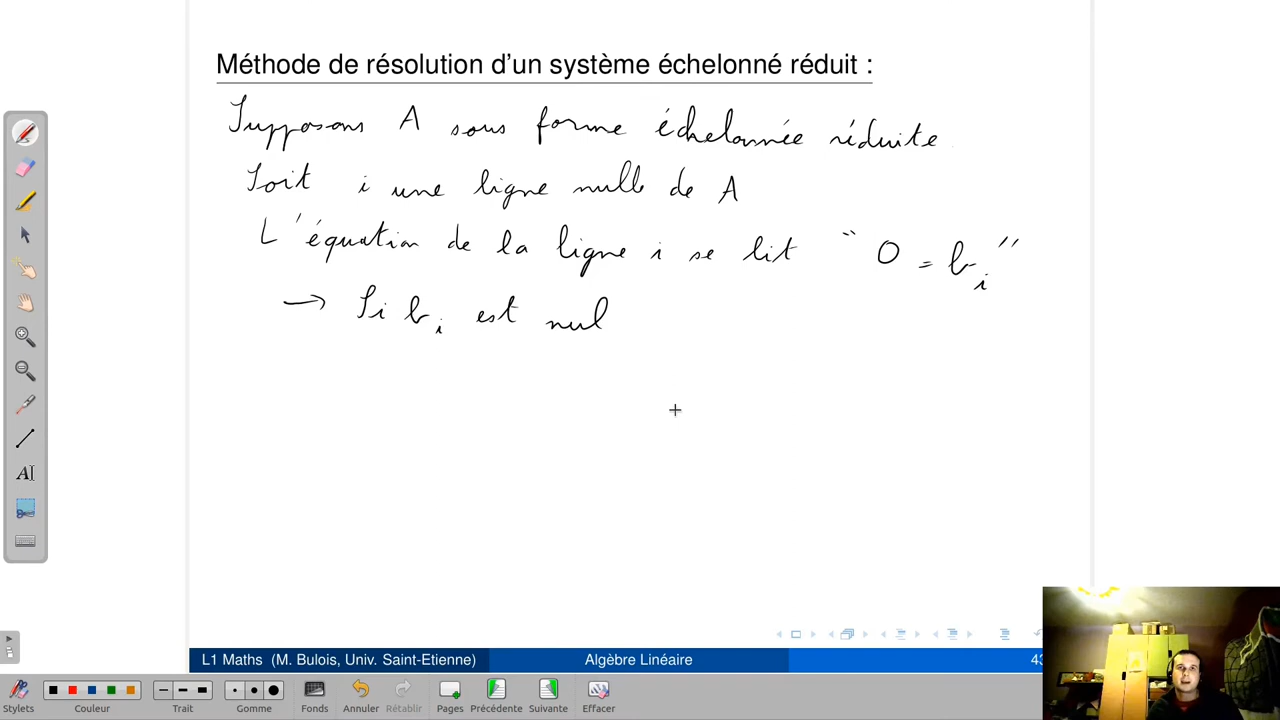 Méthode de résolution d'un système échelonné réduit :
Supposons A sous forme échelonnée réduite
Soit i une ligne nulle de A
L'équation de la ligne i se lit " 0 = b_i "
→ Si b_i est nul
L1 Maths (M. Bulois, Univ. Saint-Etienne) Algèbre Linéaire 43
Stylets Couleur Trait Gomme Fonds Annuler Rétablir Pages Précédente Suivante Effacer